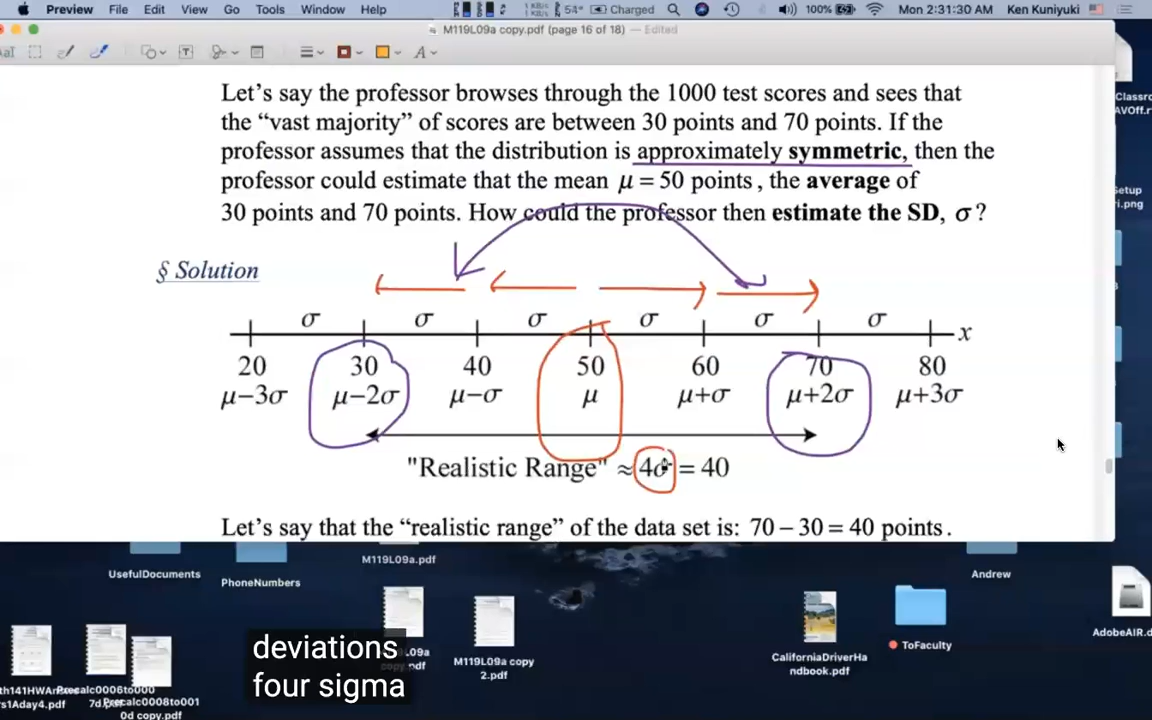 Preview File Edit View Go Tools Window Help 54° Charged 100% Mon 2:31:30 AM Ken Kuniyuki
M119L09a copy.pdf (page 16 of 18) — Edited
Let's say the professor browses through the 1000 test scores and sees that
the “vast majority” of scores are between 30 points and 70 points. If the
professor assumes that the distribution is approximately symmetric, then the
professor could estimate that the mean μ = 50 points, the average of
30 points and 70 points. How could the professor then estimate the SD, σ?
§ Solution
σ σ σ σ σ σ
x
20 30 40 50 60 70 80
μ−3σ μ−2σ μ−σ μ μ+σ μ+2σ μ+3σ
"Realistic Range" ≈ 4σ = 40
Let's say that the “realistic range” of the data set is: 70 − 30 = 40 points.
UsefulDocuments
PhoneNumbers
M119L09a.pdf
Andrew
M119L09a copy
2.pdf
CaliforniaDriverHa
ndbook.pdf
ToFaculty
AdobeAIR.d
deviations
four sigma